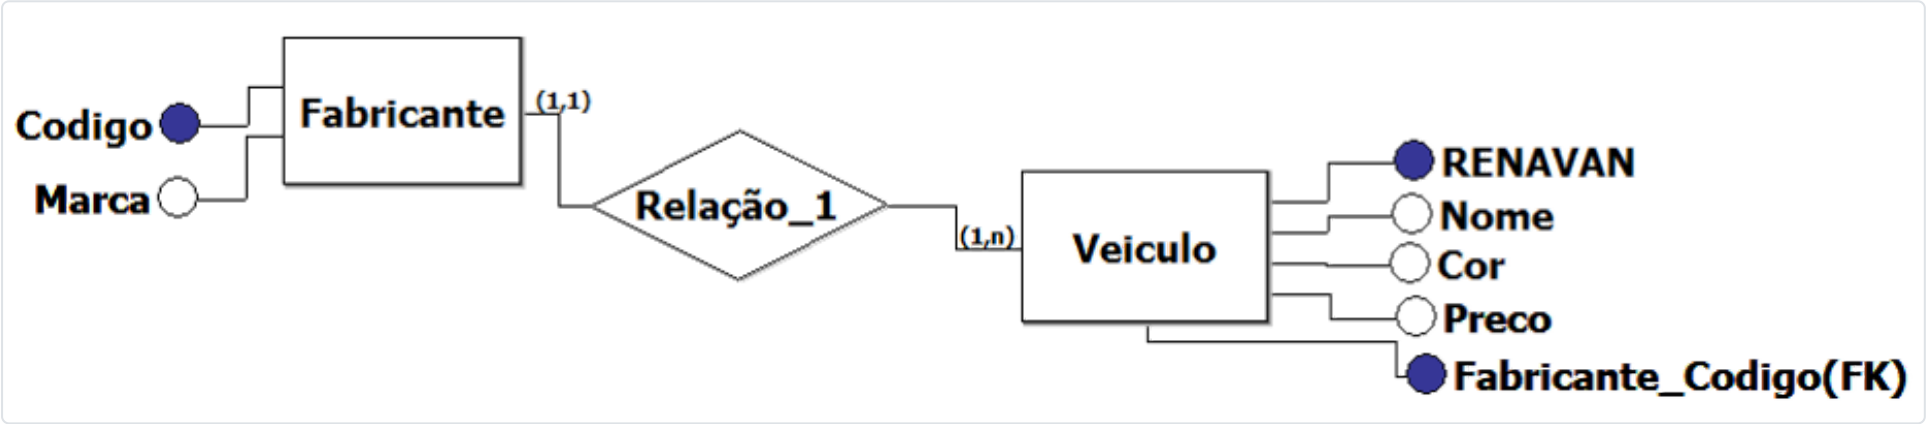 Fabricante
(1,1)
Codigo
Marca
Relação_1
(1,n)
Veiculo
RENAVAN
Nome
Cor
Preco
Fabricante_Codigo(FK)